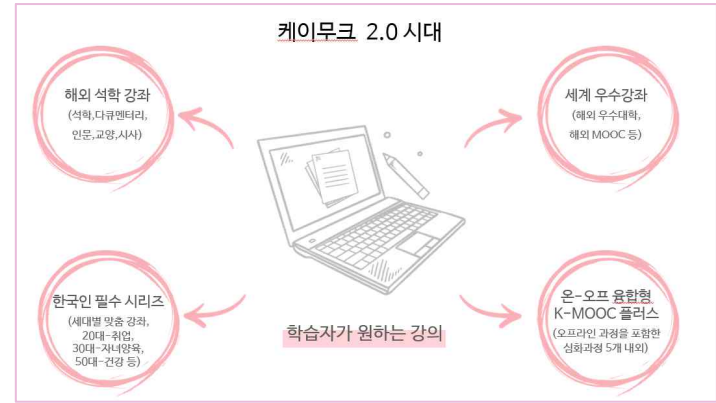 케이무크 2.0 시대
해외 석학 강좌
(석학,다큐멘터리,
인문,교양,시사)
세계 우수강좌
(해외 우수대학,
해외 MOOC 등)
한국인 필수 시리즈
(세대별 맞춤 강좌,
20대-취업,
30대-자녀양육,
50대-건강 등)
학습자가 원하는 강의
온-오프 융합형
K-MOOC 플러스
(오프라인 과정을 포함한
심화과정 5개 내외)